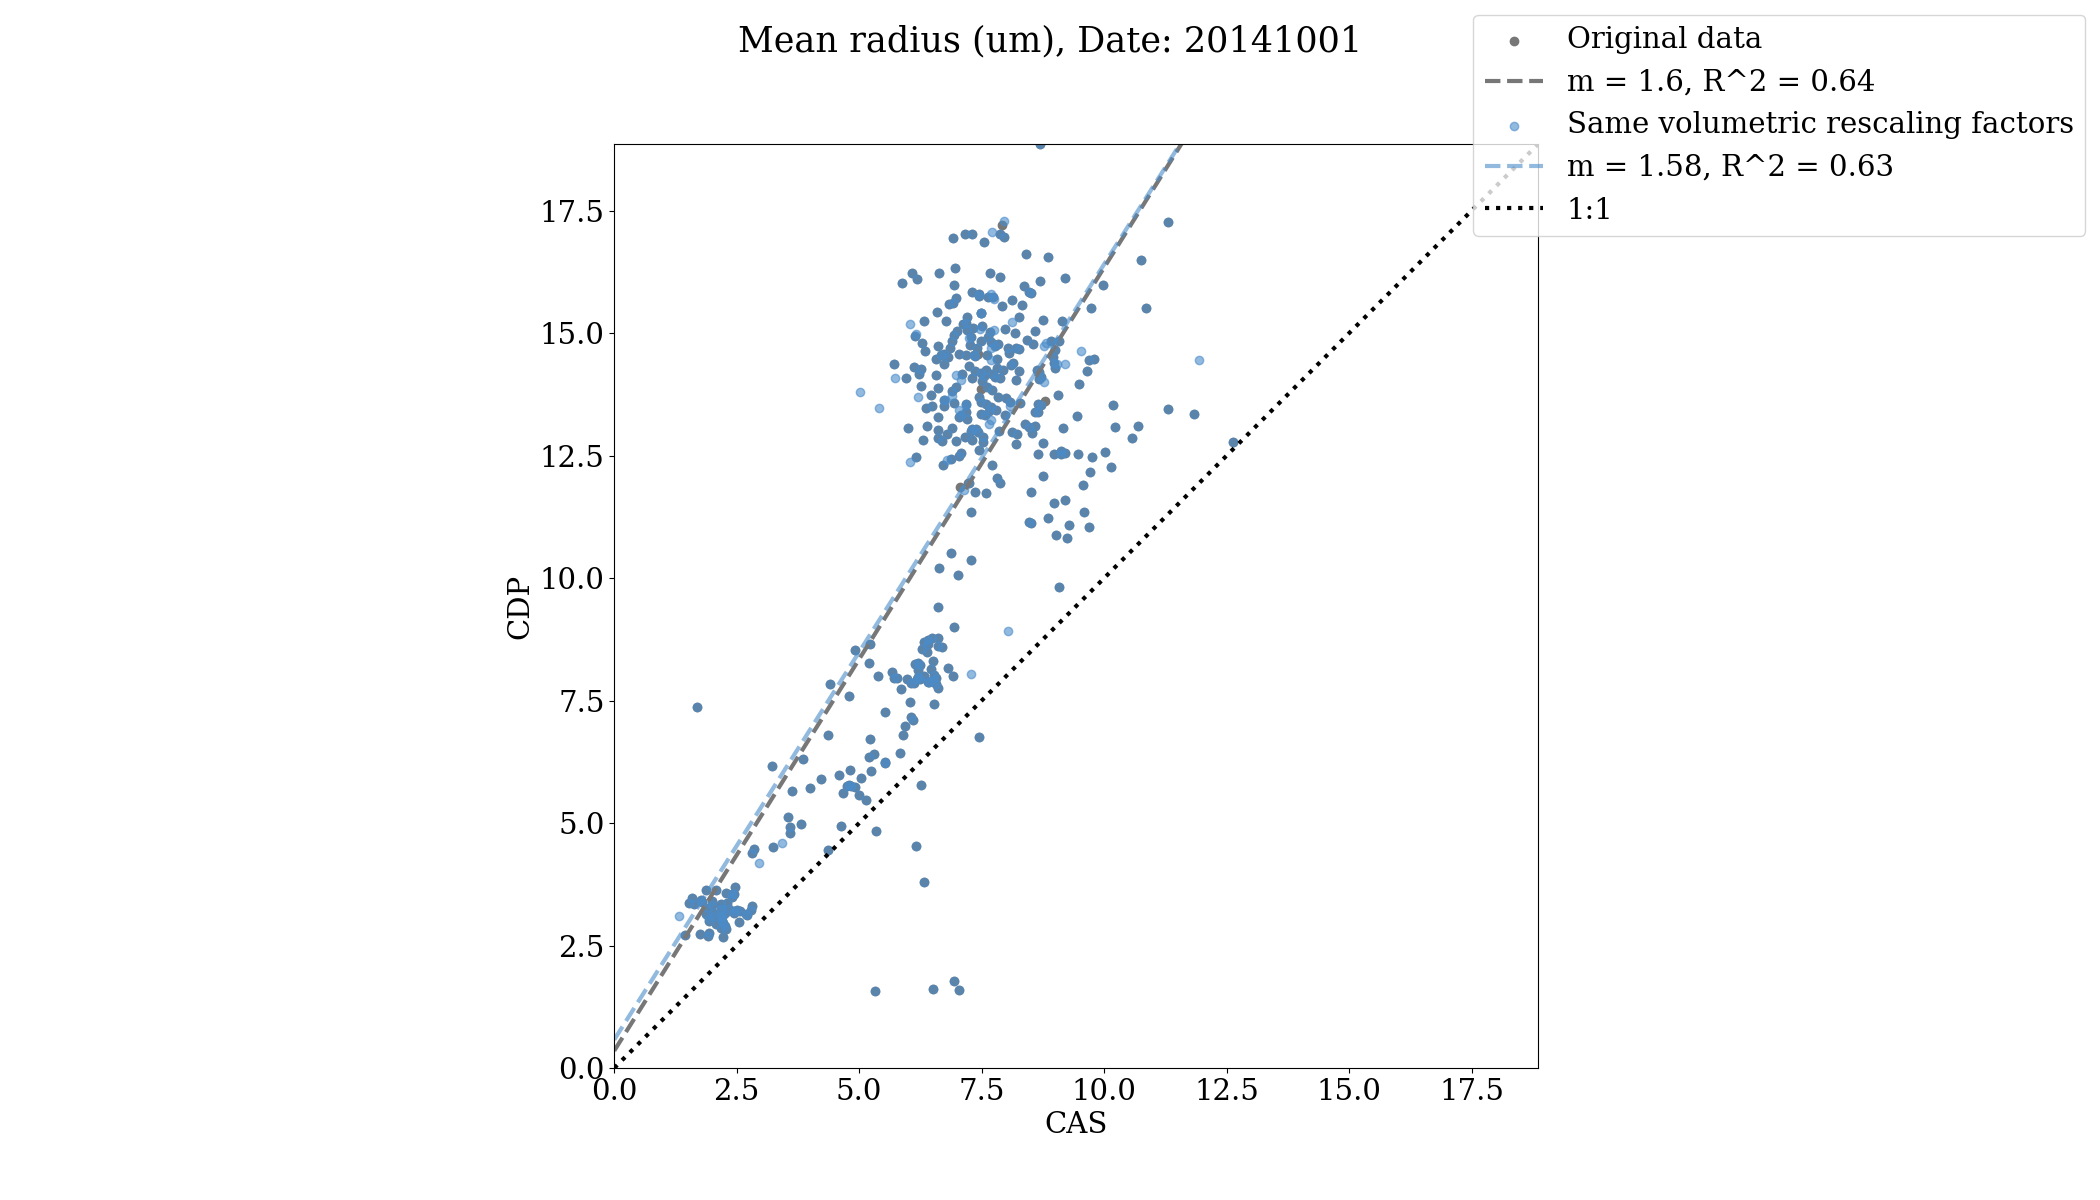 Mean radius (um), Date: 20141001
Original data
m = 1.6, R^2 = 0.64
Same volumetric rescaling factors
m = 1.58, R^2 = 0.63
1:1
17.5
15.0
12.5
10.0
7.5
5.0
2.5
0.0
CDP
0.0 2.5 5.0 7.5 10.0 12.5 15.0 17.5
CAS